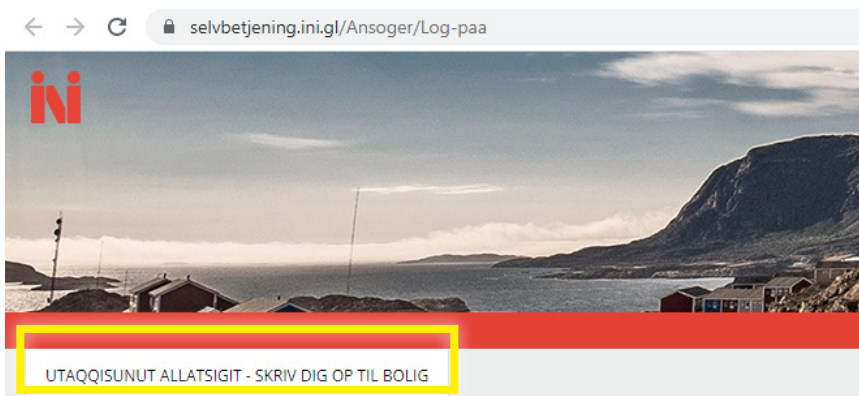 selvbetjening.ini.gl/Ansoger/Log-paa
ini
UTAQQISUNUT ALLATSIGIT - SKRIV DIG OP TIL BOLIG